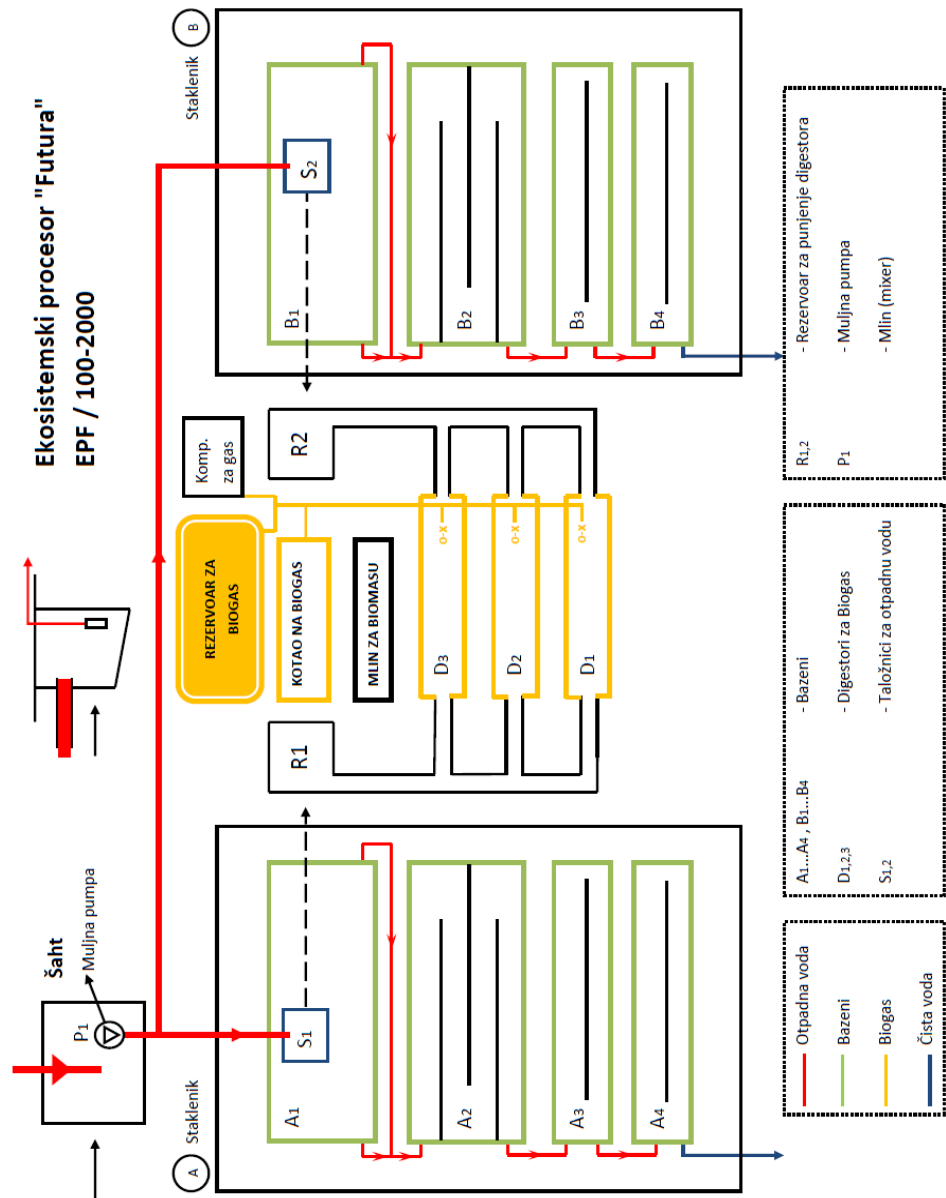 Ekosistemski procesor "Futura"
EPF / 100-2000
Šaht
Muljna pumpa
P1
A
Staklenik
B
Staklenik
A1
S1
A2
A3
A4
B1
S2
B2
B3
B4
R1
R2
REZERVOAR ZA
BIOGAS
Komp.
za gas
KOTAO NA BIOGAS
MLIN ZA BIOMASU
D3
o-x
D2
o-x
D1
o-x
Otpadna voda
Bazeni
Biogas
Čista voda
A1...A4 , B1...B4 - Bazeni
D1,2,3 - Digestori za Biogas
S1,2 - Taložnici za otpadnu vodu
R1,2 - Rezervoar za punjenje digestora
P1 - Muljna pumpa
- Mlin (mixer)